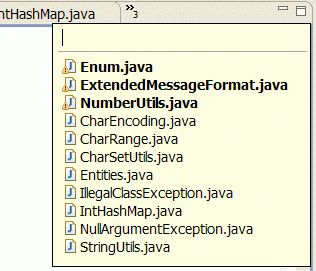 ntHashMap.java
»3
Enum.java
ExtendedMessageFormat.java
NumberUtils.java
CharEncoding.java
CharRange.java
CharSetUtils.java
Entities.java
IllegalClassException.java
IntHashMap.java
NullArgumentException.java
StringUtils.java